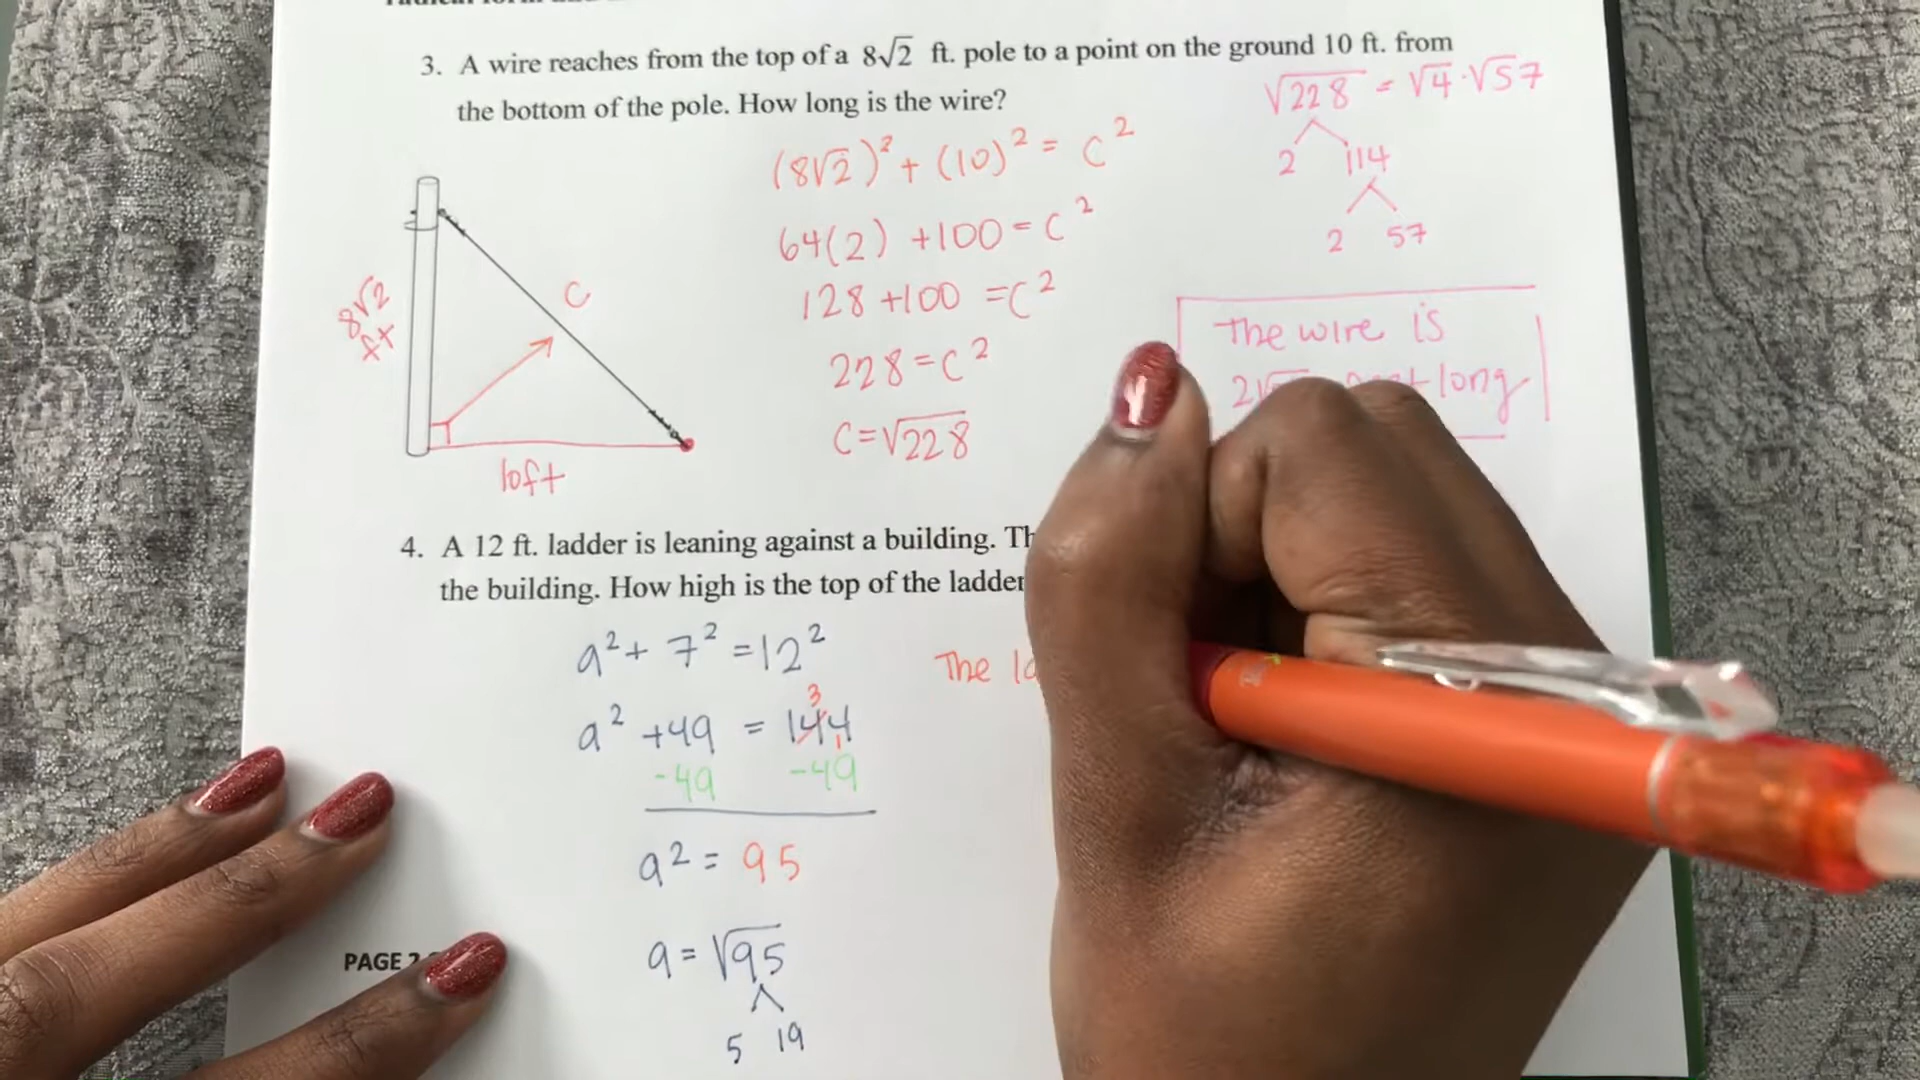 3. A wire reaches from the top of a 8√2 ft. pole to a point on the ground 10 ft. from
the bottom of the pole. How long is the wire?
√228 = √4·√57
2 114
2 57
(8√2)² + (10)² = C²
64(2) +100 = C²
128 +100 = C²
228 = C²
C = √228
8√2
ft
C
10ft
The wire is
long
4. A 12 ft. ladder is leaning against a building.
the building. How high is the top of the ladder
a² + 7² = 12²
The
3
a² +49 = 144
1
-49 -49
a² = 95
a = √95
5 19
PAGE